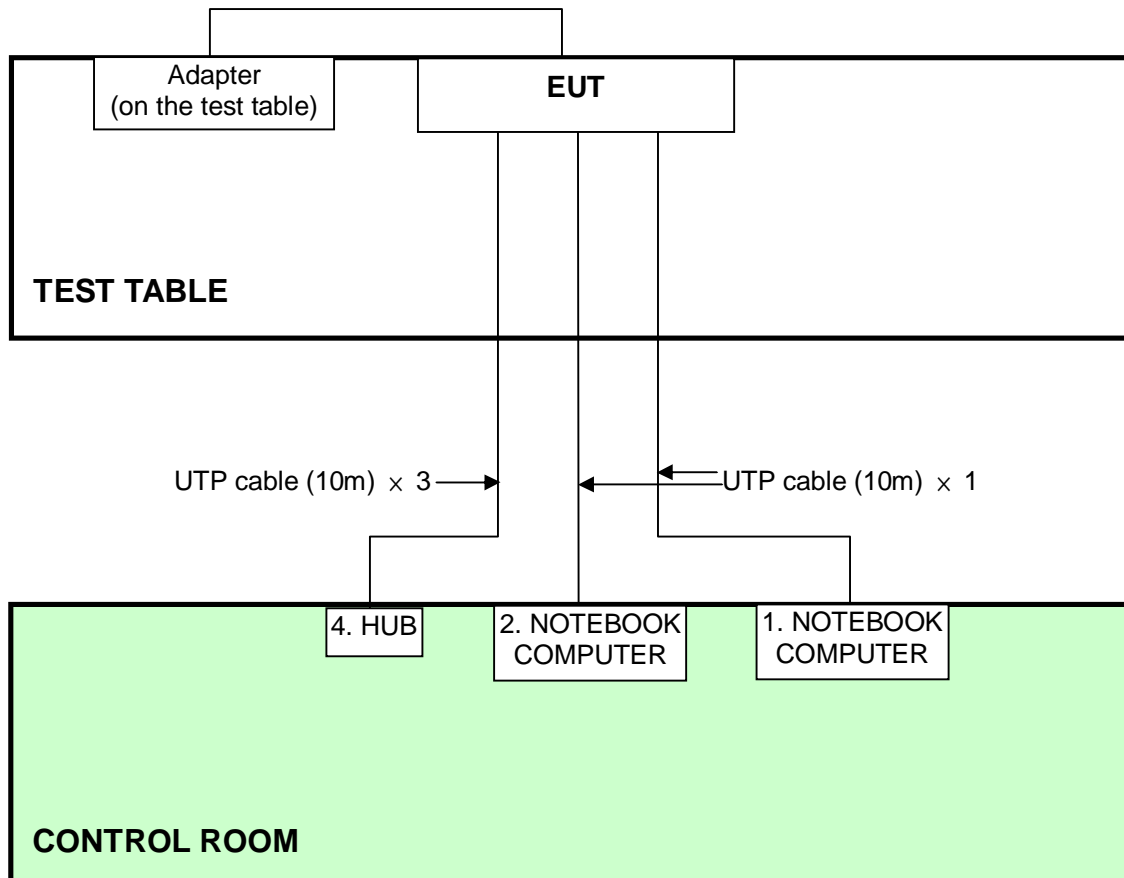 Adapter
(on the test table)
EUT
TEST TABLE
UTP cable (10m) × 3
UTP cable (10m) × 1
4. HUB
2. NOTEBOOK
COMPUTER
1. NOTEBOOK
COMPUTER
CONTROL ROOM